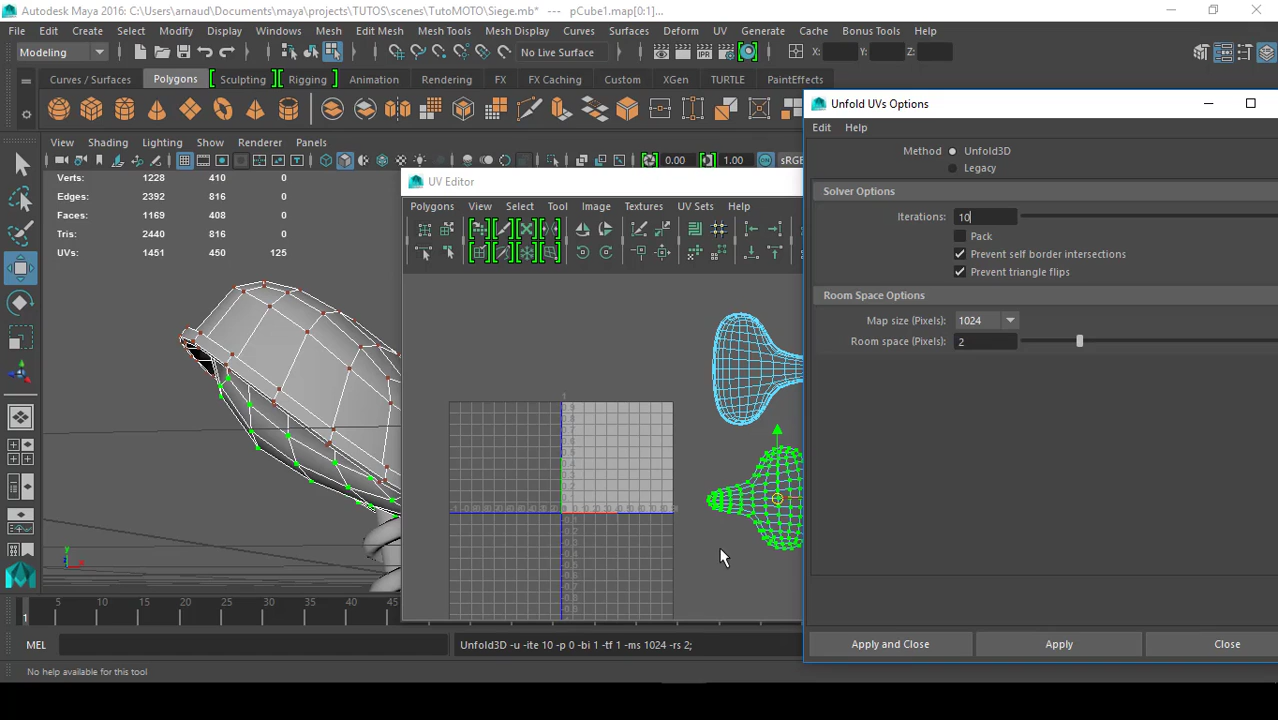 Autodesk Maya 2016: C:\Users\arnaud\Documents\maya\projects\TUTOS\scenes\TutoMOTO\Siege.mb* --- pCube1.map[0:1]...
File Edit Create Select Modify Display Windows Mesh Edit Mesh Mesh Tools Mesh Display Curves Surfaces Deform UV Generate Cache Bonus Tools Help
Modeling No Live Surface X: Y: Z:
Curves / Surfaces Polygons Sculpting Rigging Animation Rendering FX FX Caching Custom XGen TURTLE PaintEffects
Unfold UVs Options
Edit Help
View Shading Lighting Show Renderer Panels
0.00 1.00 sRGB
Verts: 1228 410 0
Edges: 2392 816 0
Faces: 1169 408 0
Tris: 2440 816 0
UVs: 1451 450 125
UV Editor
Polygons View Select Tool Image Textures UV Sets Help
Method Unfold3D
Legacy
Solver Options
Iterations: 10
Pack
Prevent self border intersections
Prevent triangle flips
Room Space Options
Map size (Pixels): 1024
Room space (Pixels): 2
Apply and Close Apply Close
5 10 15 20 25 30 35 40 45
1
MEL Unfold3D -u -ite 10 -p 0 -bi 1 -tf 1 -ms 1024 -rs 2;
No help available for this tool